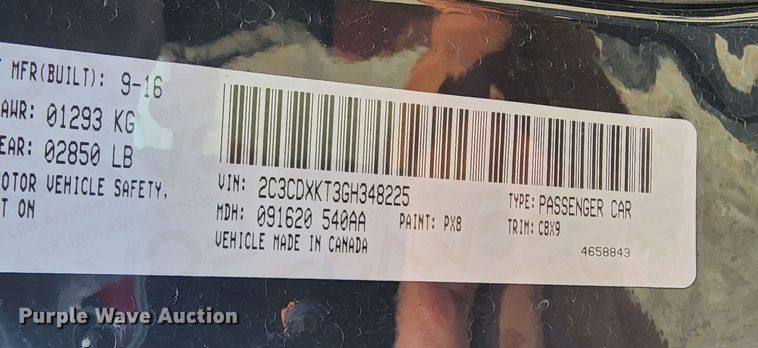 MFR(BUILT): 9-16
AWR: 01293 KG
EAR: 02850 LB
MOTOR VEHICLE SAFETY,
T ON
VIN: 2C3CDXKT3GH348225
TYPE: PASSENGER CAR
MDH: 091620 540AA
PAINT: PX8
TRIM: C8X9
VEHICLE MADE IN CANADA
4658843
Purple Wave Auction